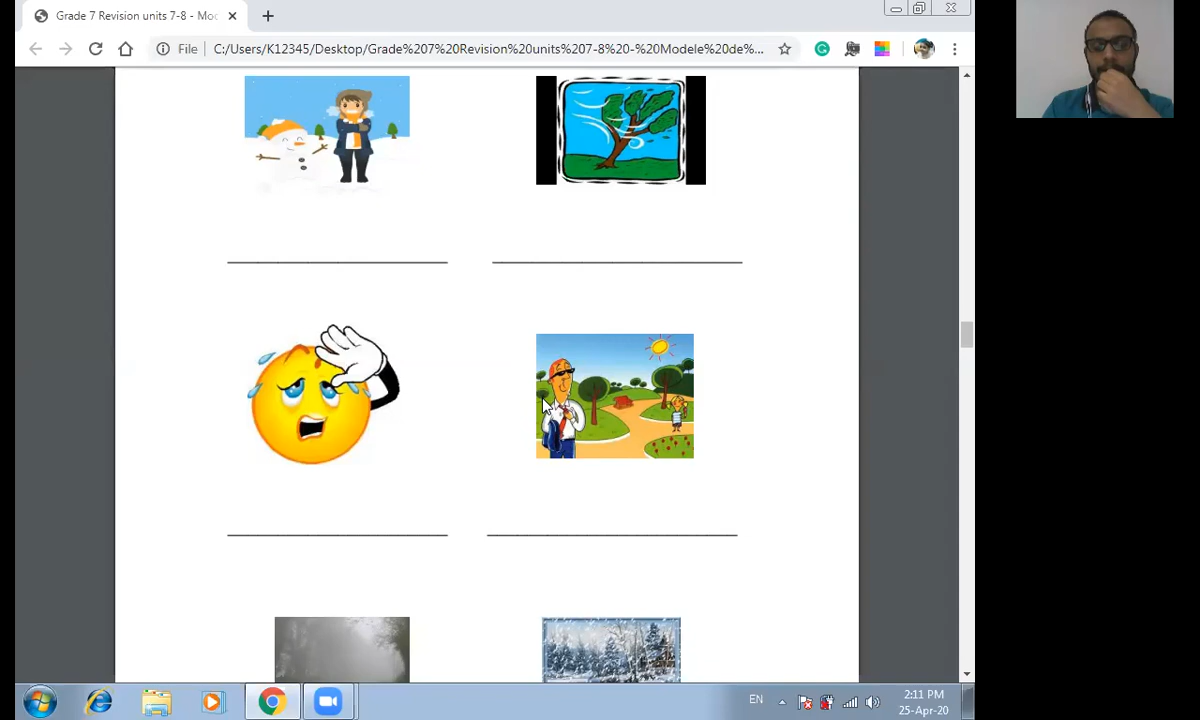 Grade 7 Revision units 7-8 - Mod
File
C:/Users/K12345/Desktop/Grade%207%20Revision%20units%207-8%20-%20Modele%20de%...
EN
2:11 PM
25-Apr-20